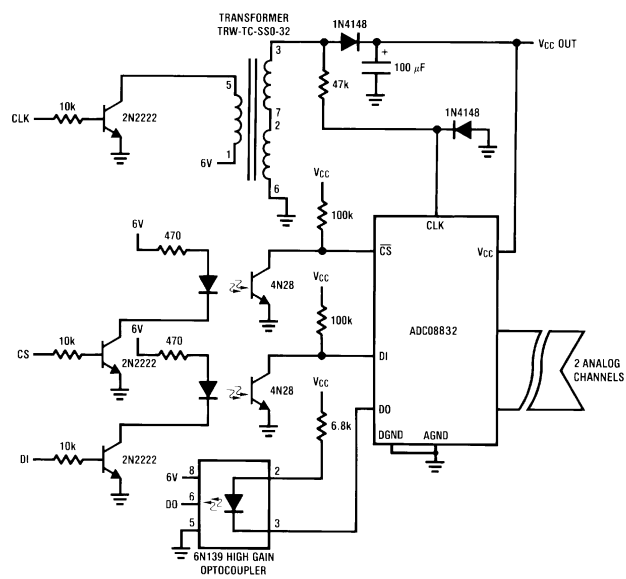 TRANSFORMER
TRW-TC-SS0-32
1N4148
3
VCC OUT
+
100 µF
5
47k
1N4148
10k
CLK
2N2222
7
2
6V
1
6
VCC
100k
CLK
6V
470
CS
VCC
4N28
VCC
100k
ADC08832
6V
470
10k
CS
2N2222
DI
2 ANALOG
CHANNELS
4N28
VCC
DO
6.8k
10k
DI
2N2222
DGND
AGND
6V
8
2
DO
6
5
3
6N139 HIGH GAIN
OPTOCOUPLER